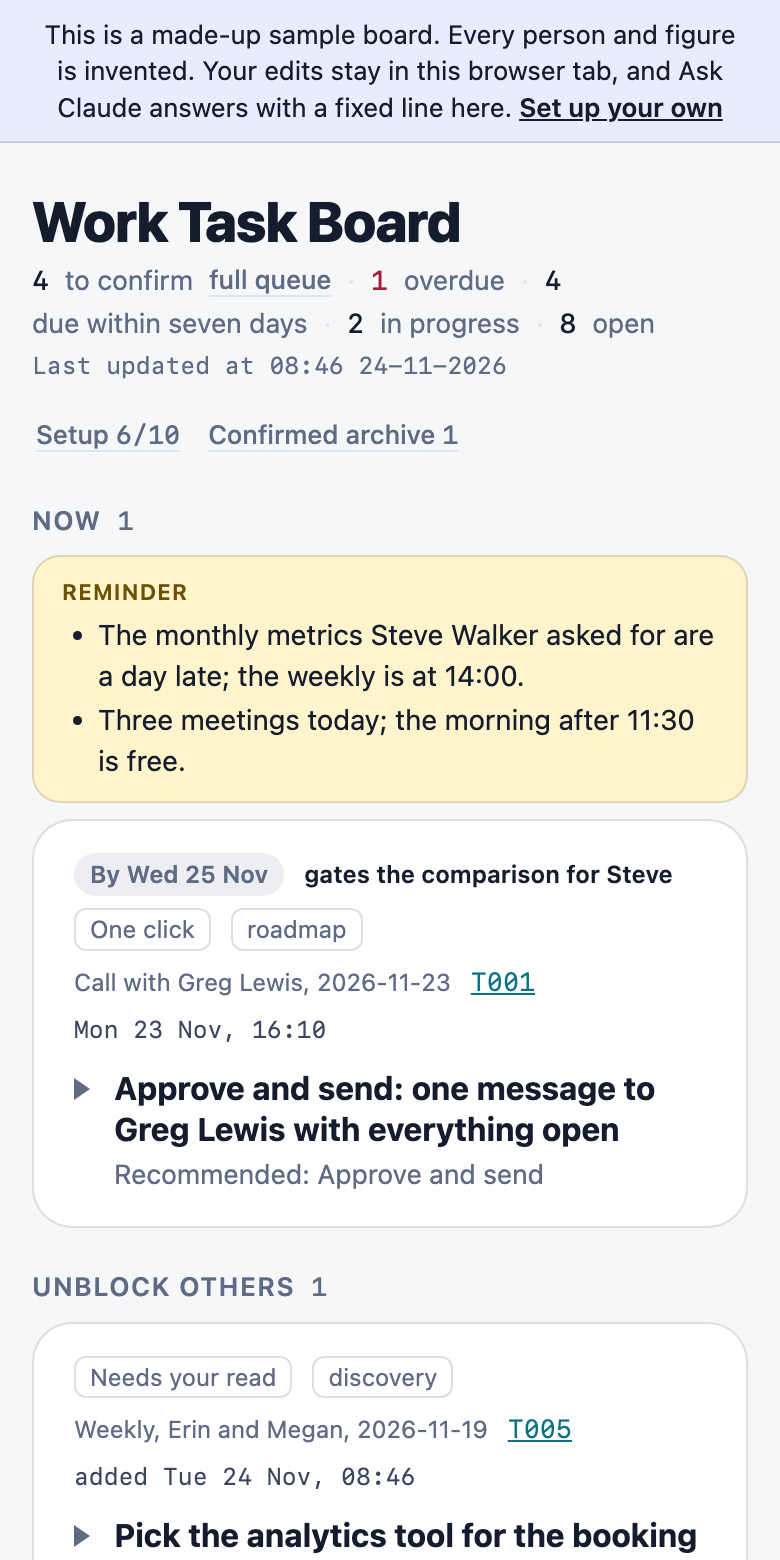 This is a made-up sample board. Every person and figure
is invented. Your edits stay in this browser tab, and Ask
Claude answers with a fixed line here. Set up your own
Work Task Board
4 to confirm full queue · 1 overdue · 4
due within seven days · 2 in progress · 8 open
Last updated at 08:46 24–11–2026
Setup 6/10 Confirmed archive 1
NOW 1
REMINDER
• The monthly metrics Steve Walker asked for are
a day late; the weekly is at 14:00.
• Three meetings today; the morning after 11:30
is free.
By Wed 25 Nov gates the comparison for Steve
One click roadmap
Call with Greg Lewis, 2026-11-23 T001
Mon 23 Nov, 16:10
Approve and send: one message to
Greg Lewis with everything open
Recommended: Approve and send
UNBLOCK OTHERS 1
Needs your read discovery
Weekly, Erin and Megan, 2026-11-19 T005
added Tue 24 Nov, 08:46
Pick the analytics tool for the booking